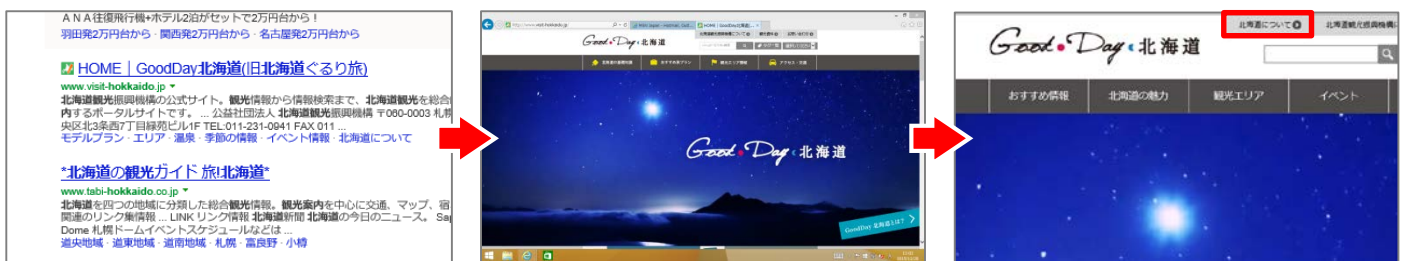 ＡＮＡ往復飛行機+ホテル2泊がセットで2万円台から！
羽田発2万円台から - 関西発2万円台から - 名古屋発2万円台から
HOME｜GoodDay北海道(旧北海道ぐるり旅)
www.visit-hokkaido.jp
北海道観光振興機構の公式サイト。観光情報から情報検索まで、北海道観光を総合
内するポータルサイトです。 ... 公益社団法人 北海道観光振興機構 〒060-0003 札幌
央区北3条西7丁目緑苑ビル1F TEL:011-231-0941 FAX 011 ...
モデルプラン - エリア - 温泉 - 季節の情報 - イベント情報 - 北海道について
*北海道の観光ガイド 旅!北海道*
www.tabi-hokkaido.co.jp
北海道を四つの地域に分類した総合観光情報。観光案内を中心に交通、マップ、宿
関連のリンク集情報 ... LINK リンク情報 北海道新聞 北海道の今日のニュース。 Sap
Dome 札幌ドームイベントスケジュールなどは ...
道央地域 - 道東地域 - 道南地域 - 札幌 - 富良野 - 小樽
Good Day 北海道
Good Day 北海道
GoodDay 北海道とは?
北海道について
北海道観光振興機構
Good Day 北海道
おすすめ情報
北海道の魅力
観光エリア
イベント